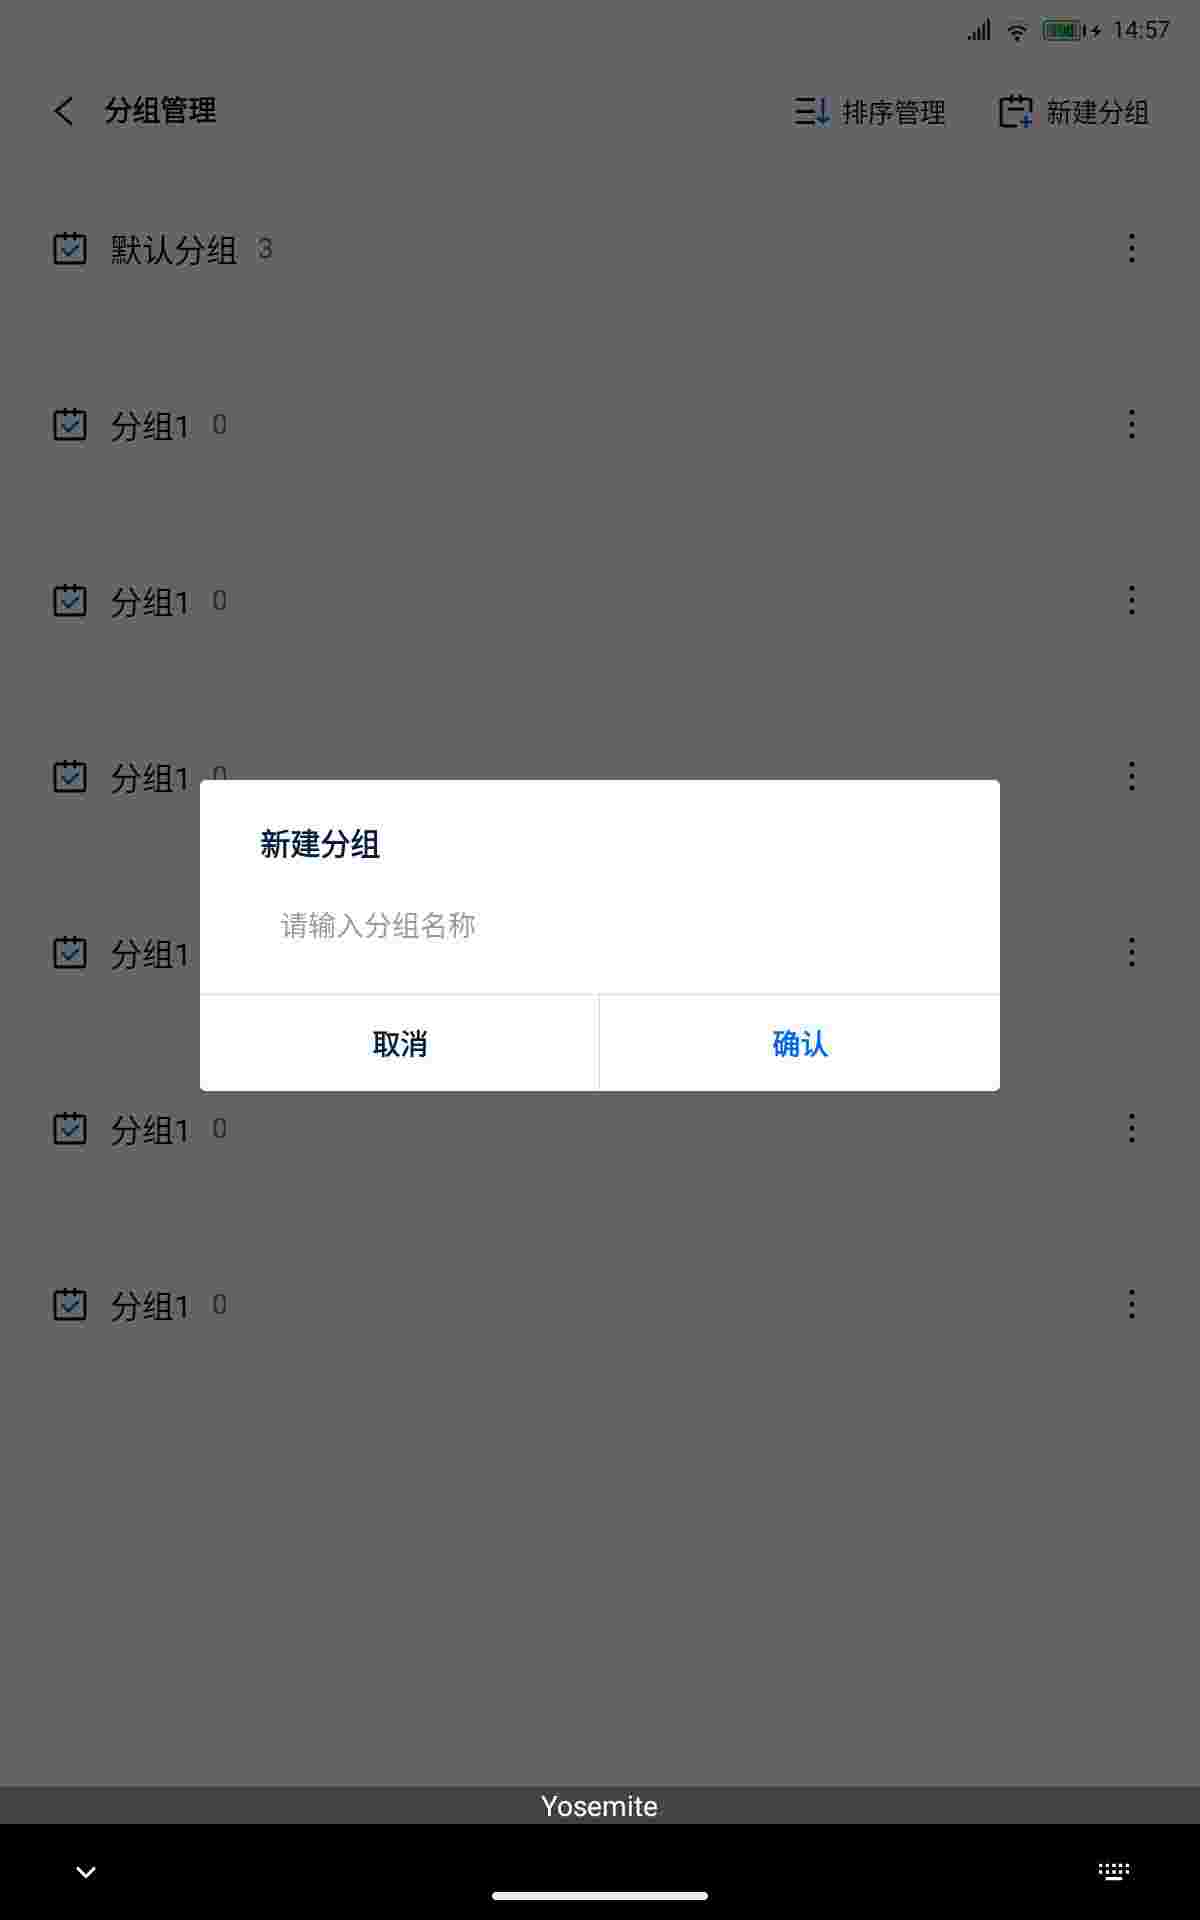 14:57
分组管理 排序管理 新建分组
默认分组 3
分组1 0
分组1 0
分组1 0
新建分组
请输入分组名称
分组1
取消 确认
分组1 0
分组1 0
Yosemite